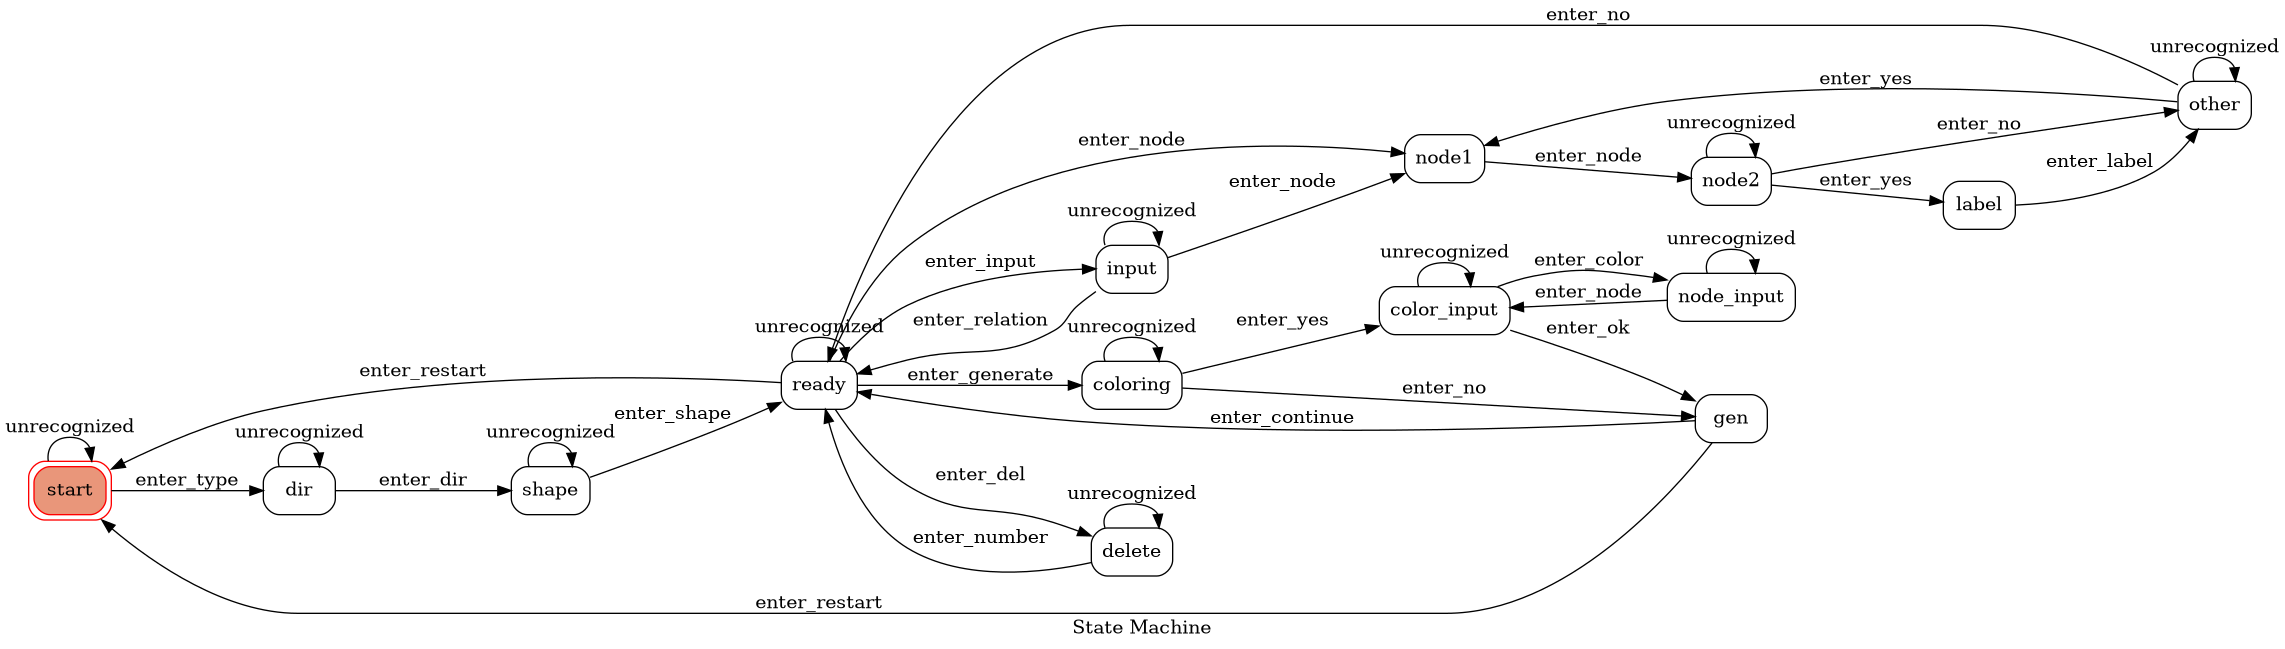 enter_no
unrecognized
enter_yes
other
unrecognized
enter_no
enter_node
node1
enter_node
enter_label
node2
enter_yes
enter_node
label
unrecognized
unrecognized
unrecognized
enter_input
input
enter_color
node_input
enter_node
color_input
enter_relation
enter_yes
unrecognized
unrecognized
enter_ok
enter_restart
enter_generate
ready
coloring
enter_no
enter_shape
enter_continue
gen
unrecognized
unrecognized
unrecognized
enter_del
start
enter_type
dir
enter_dir
shape
unrecognized
enter_number
delete
enter_restart
State Machine